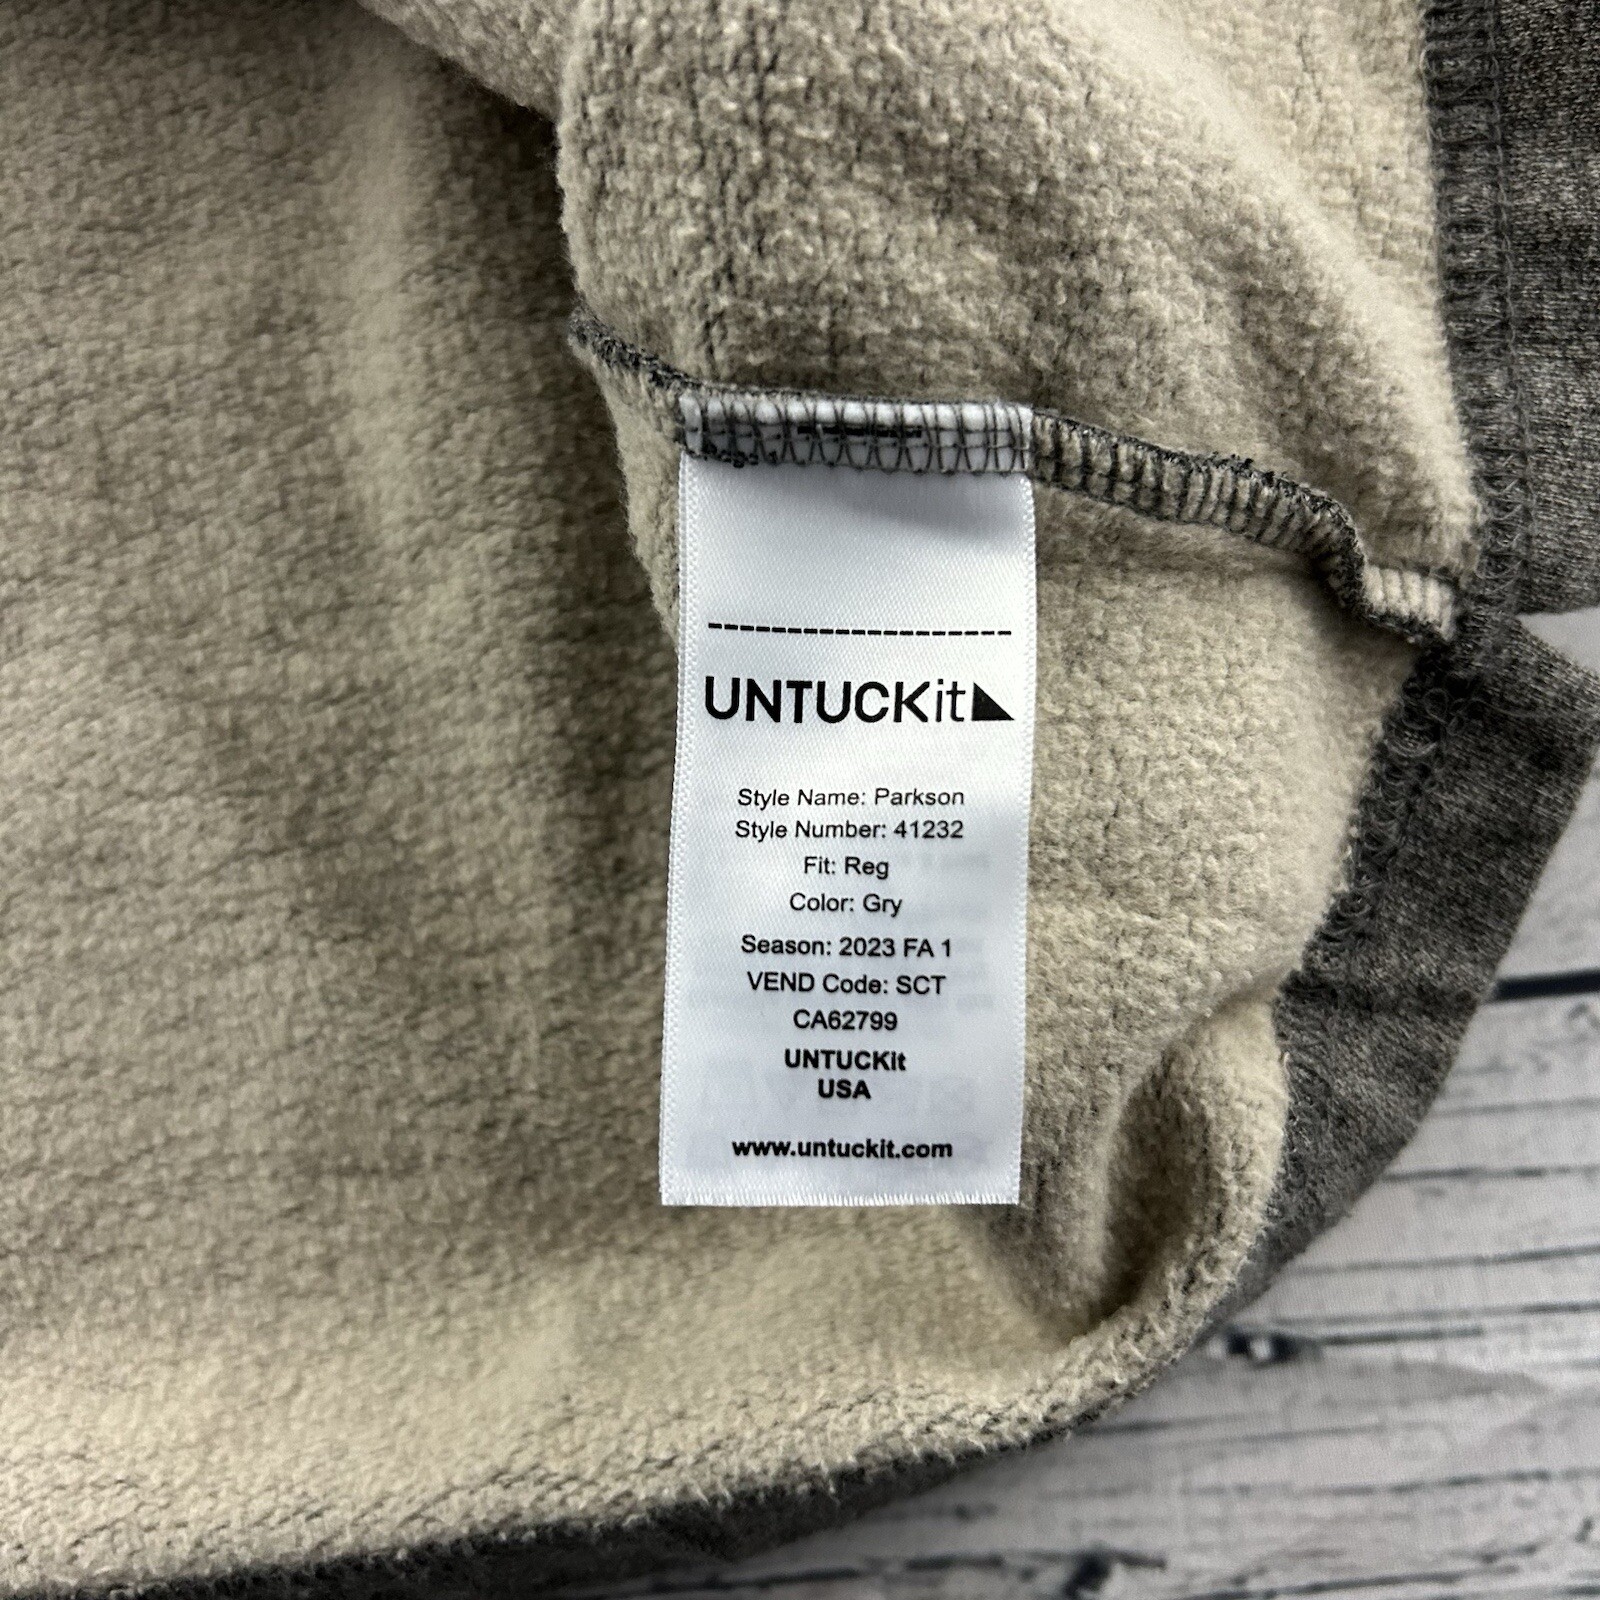 UNTUCKit
Style Name: Parkson
Style Number: 41232
Fit: Reg
Color: Gry
Season: 2023 FA 1
VEND Code: SCT
CA62799
UNTUCKit
USA
www.untuckit.com